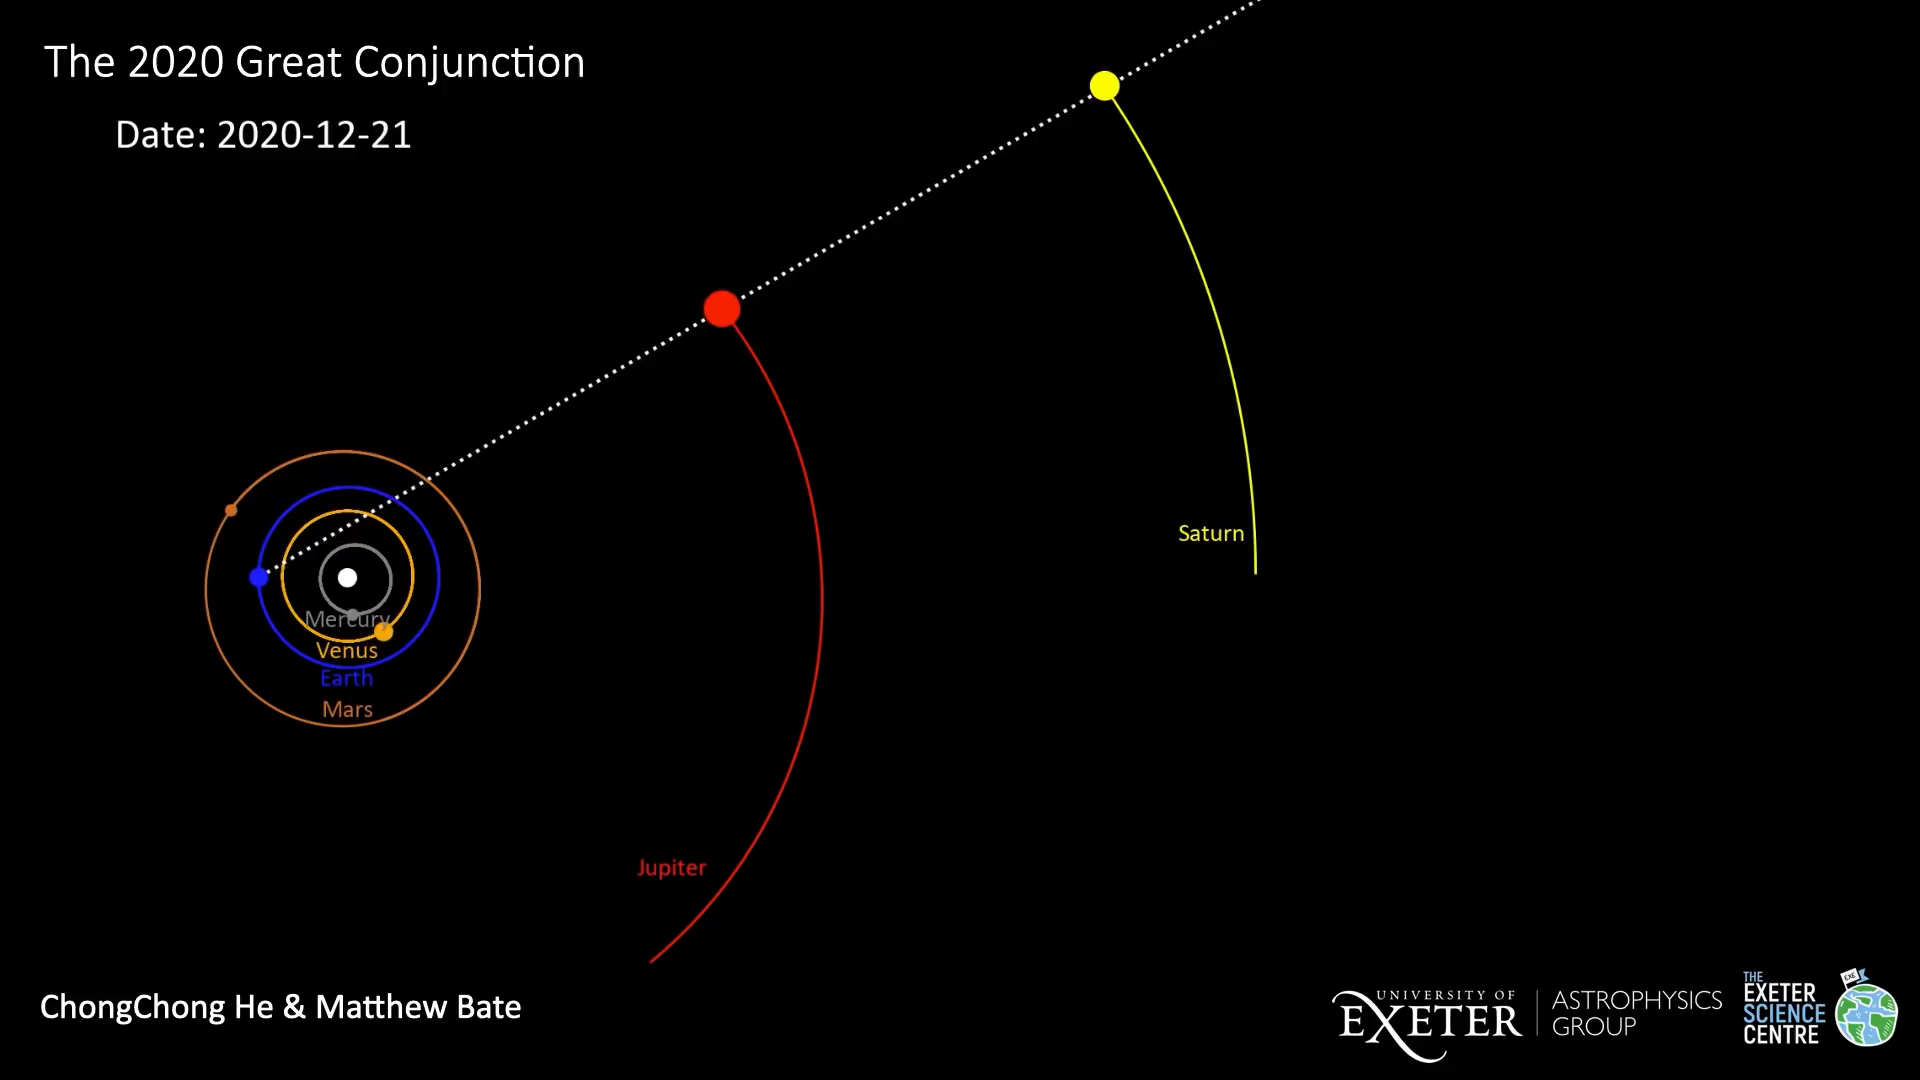 The 2020 Great Conjunction
Date: 2020-12-21
Saturn
Mercury
Venus
Earth
Mars
Jupiter
ChongChong He & Matthew Bate
UNIVERSITY OF
EXETER
ASTROPHYSICS
GROUP
THE
EXETER
SCIENCE
CENTRE
EXE